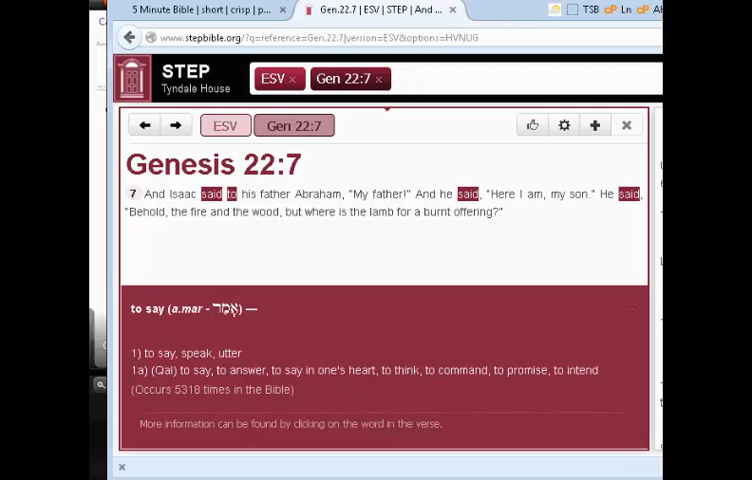 5 Minute Bible | short | crisp | p...
Gen.22.7 | ESV | STEP | And ...
TSB
Ln
www.stepbible.org/?q=reference=Gen.22.7|version=ESV&options=HVNUG
STEP
Tyndale House
ESV ×
Gen 22:7 ×
ESV
Gen 22:7
Genesis 22:7
7 And Isaac said to his father Abraham, "My father!" And he said, "Here I am, my son." He said,
"Behold, the fire and the wood, but where is the lamb for a burnt offering?"
to say (a.mar - אָמַר) —
1) to say, speak, utter
1a) (Qal) to say, to answer, to say in one's heart, to think, to command, to promise, to intend
(Occurs 5318 times in the Bible)
More information can be found by clicking on the word in the verse.